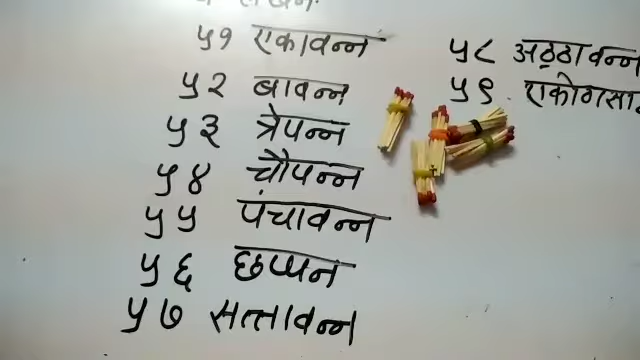 लेखन
५१ एकावन्न
५२ बावन्न
५३ त्रेपन्न
५४ चौपन्न
५५ पंचावन्न
५६ छप्पन
५७ सत्तावन्न
५८ अठ्ठावन्न
५९